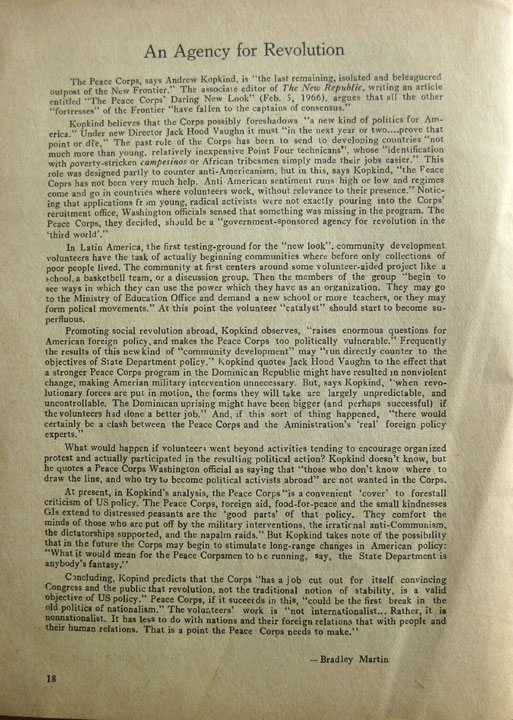 An Agency for Revolution
The Peace Corps, says Andrew Kopkind, is "the last remaining, isolated and beleagured
outpost of the New Frontier." The associate editor of The New Republic, writing an article
entitled "The Peace Corps' Daring New Look" (Feb. 5, 1966), argues that all the other
"fortresses" of the Frontier "have fallen to the captains of consensus."
Kopkind believes that the Corps possibly foreshadows "a new kind of politics for Am-
erica." Under new Director Jack Hood Vaughn it must "in the next year or two....prove that
point or die." The past role of the Corps has been to send to developing countries "not
much more than young, relatively inexpensive Point Four technicians", whose "identification
with poverty-stricken campesinos or African tribesmen simply made their jobs easier." This
role was designed partly to counter anti-Americanism, but in this, says Kopkind, "the Peace
Coprs has not been very much help. Anti American sentiment runs high or low and regimes
come and go in countries where volunteers work, without relevance to their presence." Notic-
ing that applications from young, radical activers were not exactly pouring into the Corps'
reruitment office, Washington officials sensed that something was missing in the program. The
Peace Corps, they decided, should be a "government-sponsored agency for revolution in the
'third world'."
In Latin America, the first testing-ground for the "new look", community development
volunteers have the task of actually beginning communities where before only collections of
poor people lived. The community at first centers around some volunteer-aided project like a
school, a basketbell team, or a discussion group. Then the members of the group "begin to
see ways in which they can use the power which they have as an organization. They may go
to the Ministry of Education Office and demand a new school or more teachers, or they may
form polical movements." At this point the volunteer "catalyst" should start to become su-
perfluous.
Promoting social revolution abroad, Kopkind observes, "raises enormous questions for
American foreign policy, and makes the Peace Corps too politically vulnerable." Frequently
the results of this new kind of "community development" may "run directly counter to the
objectives of State Department policy." Kopkind quotes Jack Hood Vaughn to the effect that
a stronger Peace Corps program in the Dominican Republic might have resulted in nonviolent
change, making Amerian military intervention unnecessary. But, says Kopkind, "when revo-
lutionary forces are put in motion, the forms they will take are largely unpredictable, and
uncontrollable. The Dominican uprising might have been bigger (and perhaps successful) if
the volunteers had done a better job." And, if this sort of thing happened, "there would
certainly be a clash between the Peace Corps and the Aministration's 'real' foreign policy
experts."
What would happen if volunteers went beyond activities tending to encourage organized
protest and actually participated in the resulting political action? Kopkind doesn't know, but
he quotes a Peace Corps Washington official as saying that "those who don't know where to
draw the line, and who try to become political activists abroad" are not wanted in the Corps.
At present, in Kopkind's analysis, the Peace Corps "is a convenient 'cover' to forestall
criticism of US policy. The Peace Corps, foreign aid, food-for-peace and the small kindnesses
GIs extend to distressed peasants are the 'good parts' of that policy. They comfort the
minds of those who are put off by the military interventions, the irrational anti-Communism,
the dictatorships supported, and the napalm raids." But Kopkind takes note of the possibility
that in the future the Corps may begin to stimulate long-range changes in American policy:
"What it would mean for the Peace Corpsmen to be running, say, the State Department is
anybody's fantasy."
Concluding, Kopind predicts that the Corps "has a job cut out for itself convincing
Congress and the public that revolution, not the traditional notion of stability, is a valid
objective of US policy." Peace Corps, if it suceeds in this, "could be the first break in the
old politics of nationalism." The volunteers' work is "not internationalist... Rather, it is
nonnationalist. It has less to do with nations and their foreign relations that with people and
their human relations. That is a point the Peace Corps needs to make."
— Bradley Martin
18